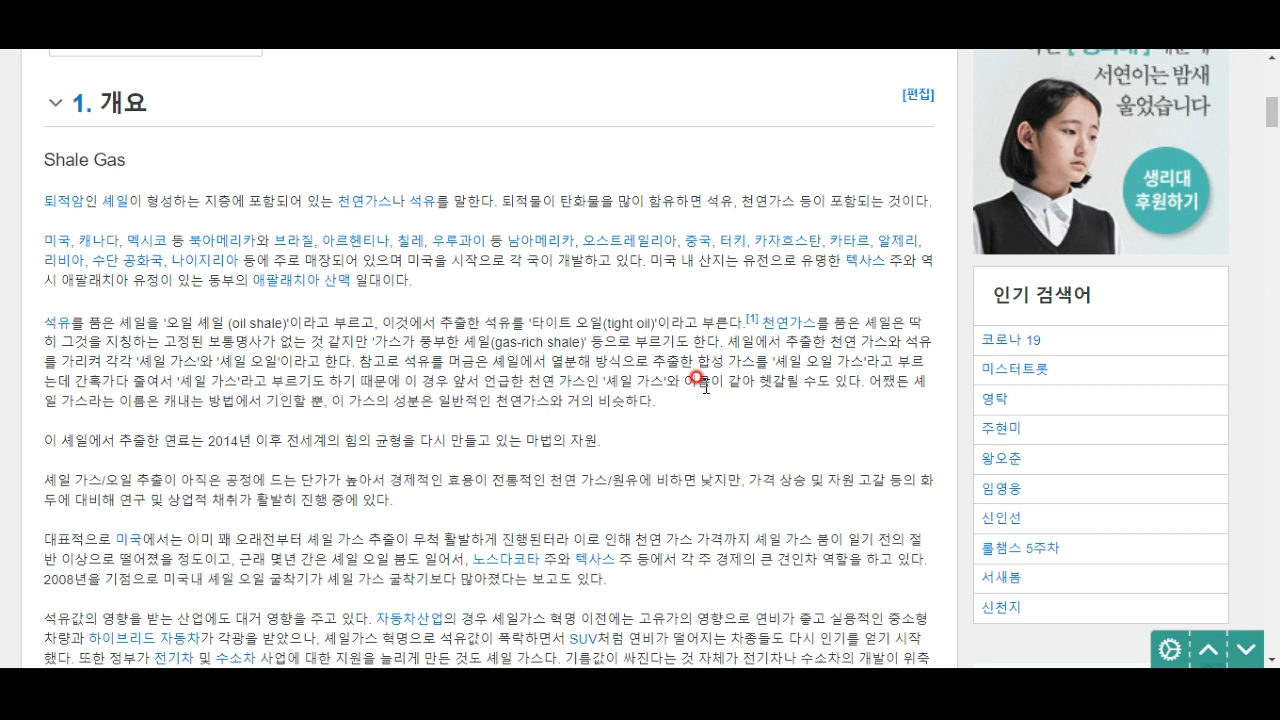 1. 개요
[편집]
Shale Gas
퇴적암인 셰일이 형성하는 지층에 포함되어 있는 천연가스나 석유를 말한다. 퇴적물이 탄화물을 많이 함유하면 석유, 천연가스 등이 포함되는 것이다.
미국, 캐나다, 멕시코 등 북아메리카와 브라질, 아르헨티나, 칠레, 우루과이 등 남아메리카, 오스트레일리아, 중국, 터키, 카자흐스탄, 카타르, 알제리,
리비아, 수단 공화국, 나이지리아 등에 주로 매장되어 있으며 미국을 시작으로 각 국이 개발하고 있다. 미국 내 산지는 유전으로 유명한 텍사스 주와 역
시 애팔래치아 유정이 있는 동부의 애팔래치아 산맥 일대이다.
석유를 품은 셰일을 '오일 셰일 (oil shale)'이라고 부르고, 이것에서 추출한 석유를 '타이트 오일(tight oil)'이라고 부른다.[1] 천연가스를 품은 셰일은 딱
히 그것을 지칭하는 고정된 보통명사가 없는 것 같지만 '가스가 풍부한 셰일(gas-rich shale)' 등으로 부르기도 한다. 셰일에서 추출한 천연 가스와 석유
를 가리켜 각각 '셰일 가스'와 '셰일 오일'이라고 한다. 참고로 석유를 머금은 셰일에서 열분해 방식으로 추출한 합성 가스를 '셰일 오일 가스'라고 부르
는데 간혹가다 줄여서 '셰일 가스'라고 부르기도 하기 때문에 이 경우 앞서 언급한 천연 가스인 '셰일 가스'와 이름이 같아 헷갈릴 수도 있다. 어쨌든 셰
일 가스라는 이름은 캐내는 방법에서 기인할 뿐, 이 가스의 성분은 일반적인 천연가스와 거의 비슷하다.
이 셰일에서 추출한 연료는 2014년 이후 전세계의 힘의 균형을 다시 만들고 있는 마법의 자원.
셰일 가스/오일 추출이 아직은 공정에 드는 단가가 높아서 경제적인 효용이 전통적인 천연 가스/원유에 비하면 낮지만, 가격 상승 및 자원 고갈 등의 화
두에 대비해 연구 및 상업적 채취가 활발히 진행 중에 있다.
대표적으로 미국에서는 이미 꽤 오래전부터 셰일 가스 추출이 무척 활발하게 진행된터라 이로 인해 천연 가스 가격까지 셰일 가스 붐이 일기 전의 절
반 이상으로 떨어졌을 정도이고, 근래 몇년 간은 셰일 오일 붐도 일어서, 노스다코타 주와 텍사스 주 등에서 각 주 경제의 큰 견인차 역할을 하고 있다.
2008년을 기점으로 미국내 셰일 오일 굴착기가 셰일 가스 굴착기보다 많아졌다는 보고도 있다.
석유값의 영향을 받는 산업에도 대거 영향을 주고 있다. 자동차산업의 경우 셰일가스 혁명 이전에는 고유가의 영향으로 연비가 좋고 실용적인 중소형
차량과 하이브리드 자동차가 각광을 받았으나, 셰일가스 혁명으로 석유값이 폭락하면서 SUV처럼 연비가 떨어지는 차종들도 다시 인기를 얻기 시작
했다. 또한 정부가 전기차 및 수소차 사업에 대한 지원을 늘리게 만든 것도 셰일 가스다. 기름값이 싸진다는 것 자체가 전기차나 수소차의 개발이 위축
서연이는 밤새
울었습니다
생리대
후원하기
인기 검색어
코로나 19
미스터트롯
영탁
주현미
왕오준
임영웅
신인선
롤챔스 5주차
서새봄
신천지